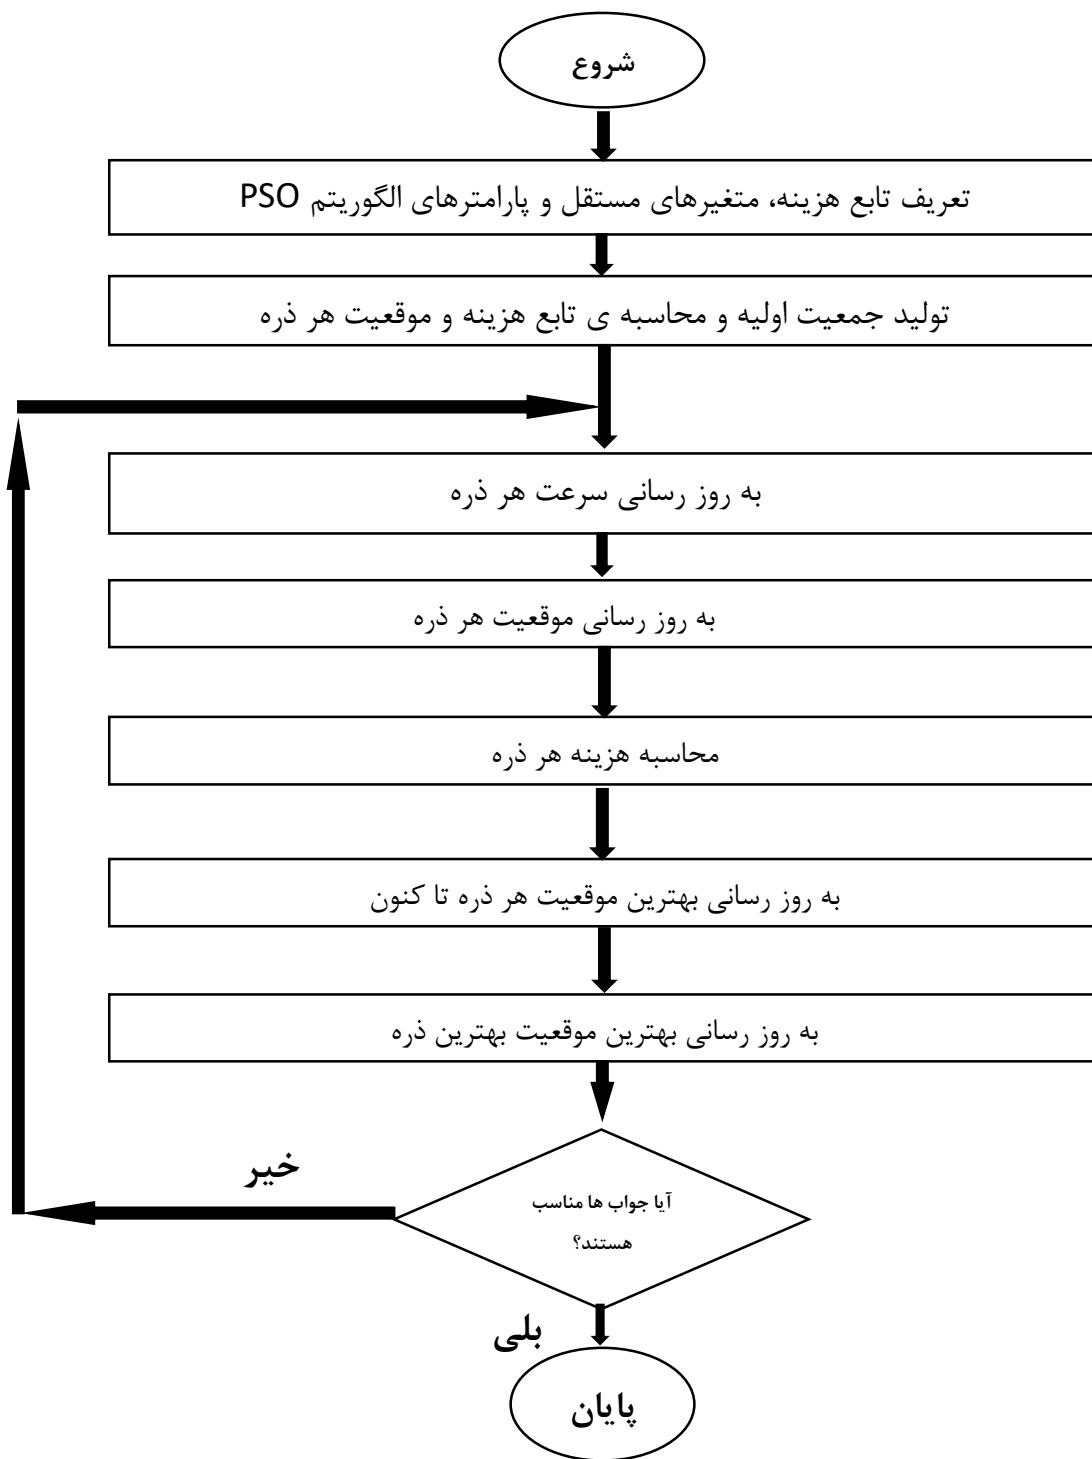 شروع
تعریف تابع هزینه، متغیرهای مستقل و پارامترهای الگوریتم PSO
تولید جمعیت اولیه و محاسبه ی تابع هزینه و موقعیت هر ذره
به روز رسانی سرعت هر ذره
به روز رسانی موقعیت هر ذره
محاسبه هزینه هر ذره
به روز رسانی بهترین موقعیت هر ذره تا کنون
به روز رسانی بهترین موقعیت بهترین ذره
خیر
آیا جواب ها مناسب
هستند؟
بلی
پایان